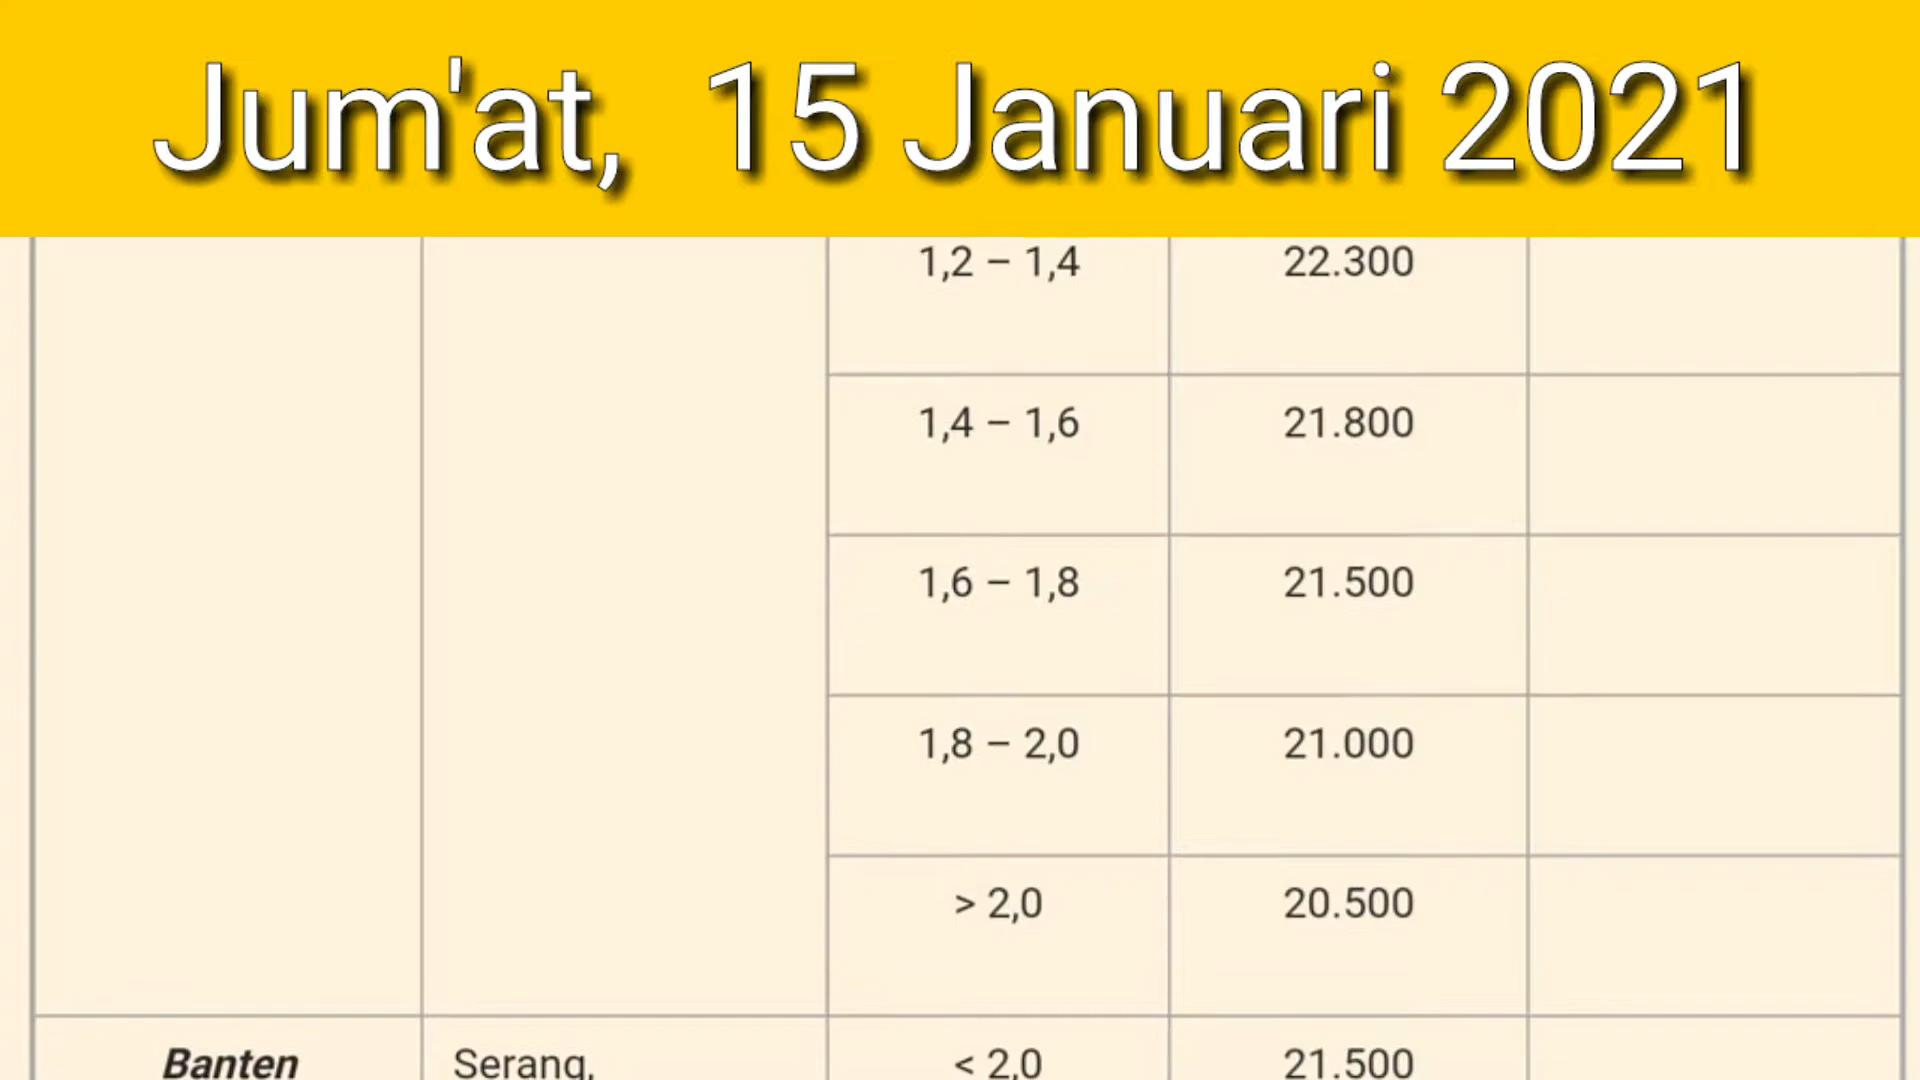 Jum'at, 15 Januari 2021
1,2 – 1,4 22.300
1,4 – 1,6 21.800
1,6 – 1,8 21.500
1,8 – 2,0 21.000
> 2,0 20.500
Banten Serang, < 2,0 21.500